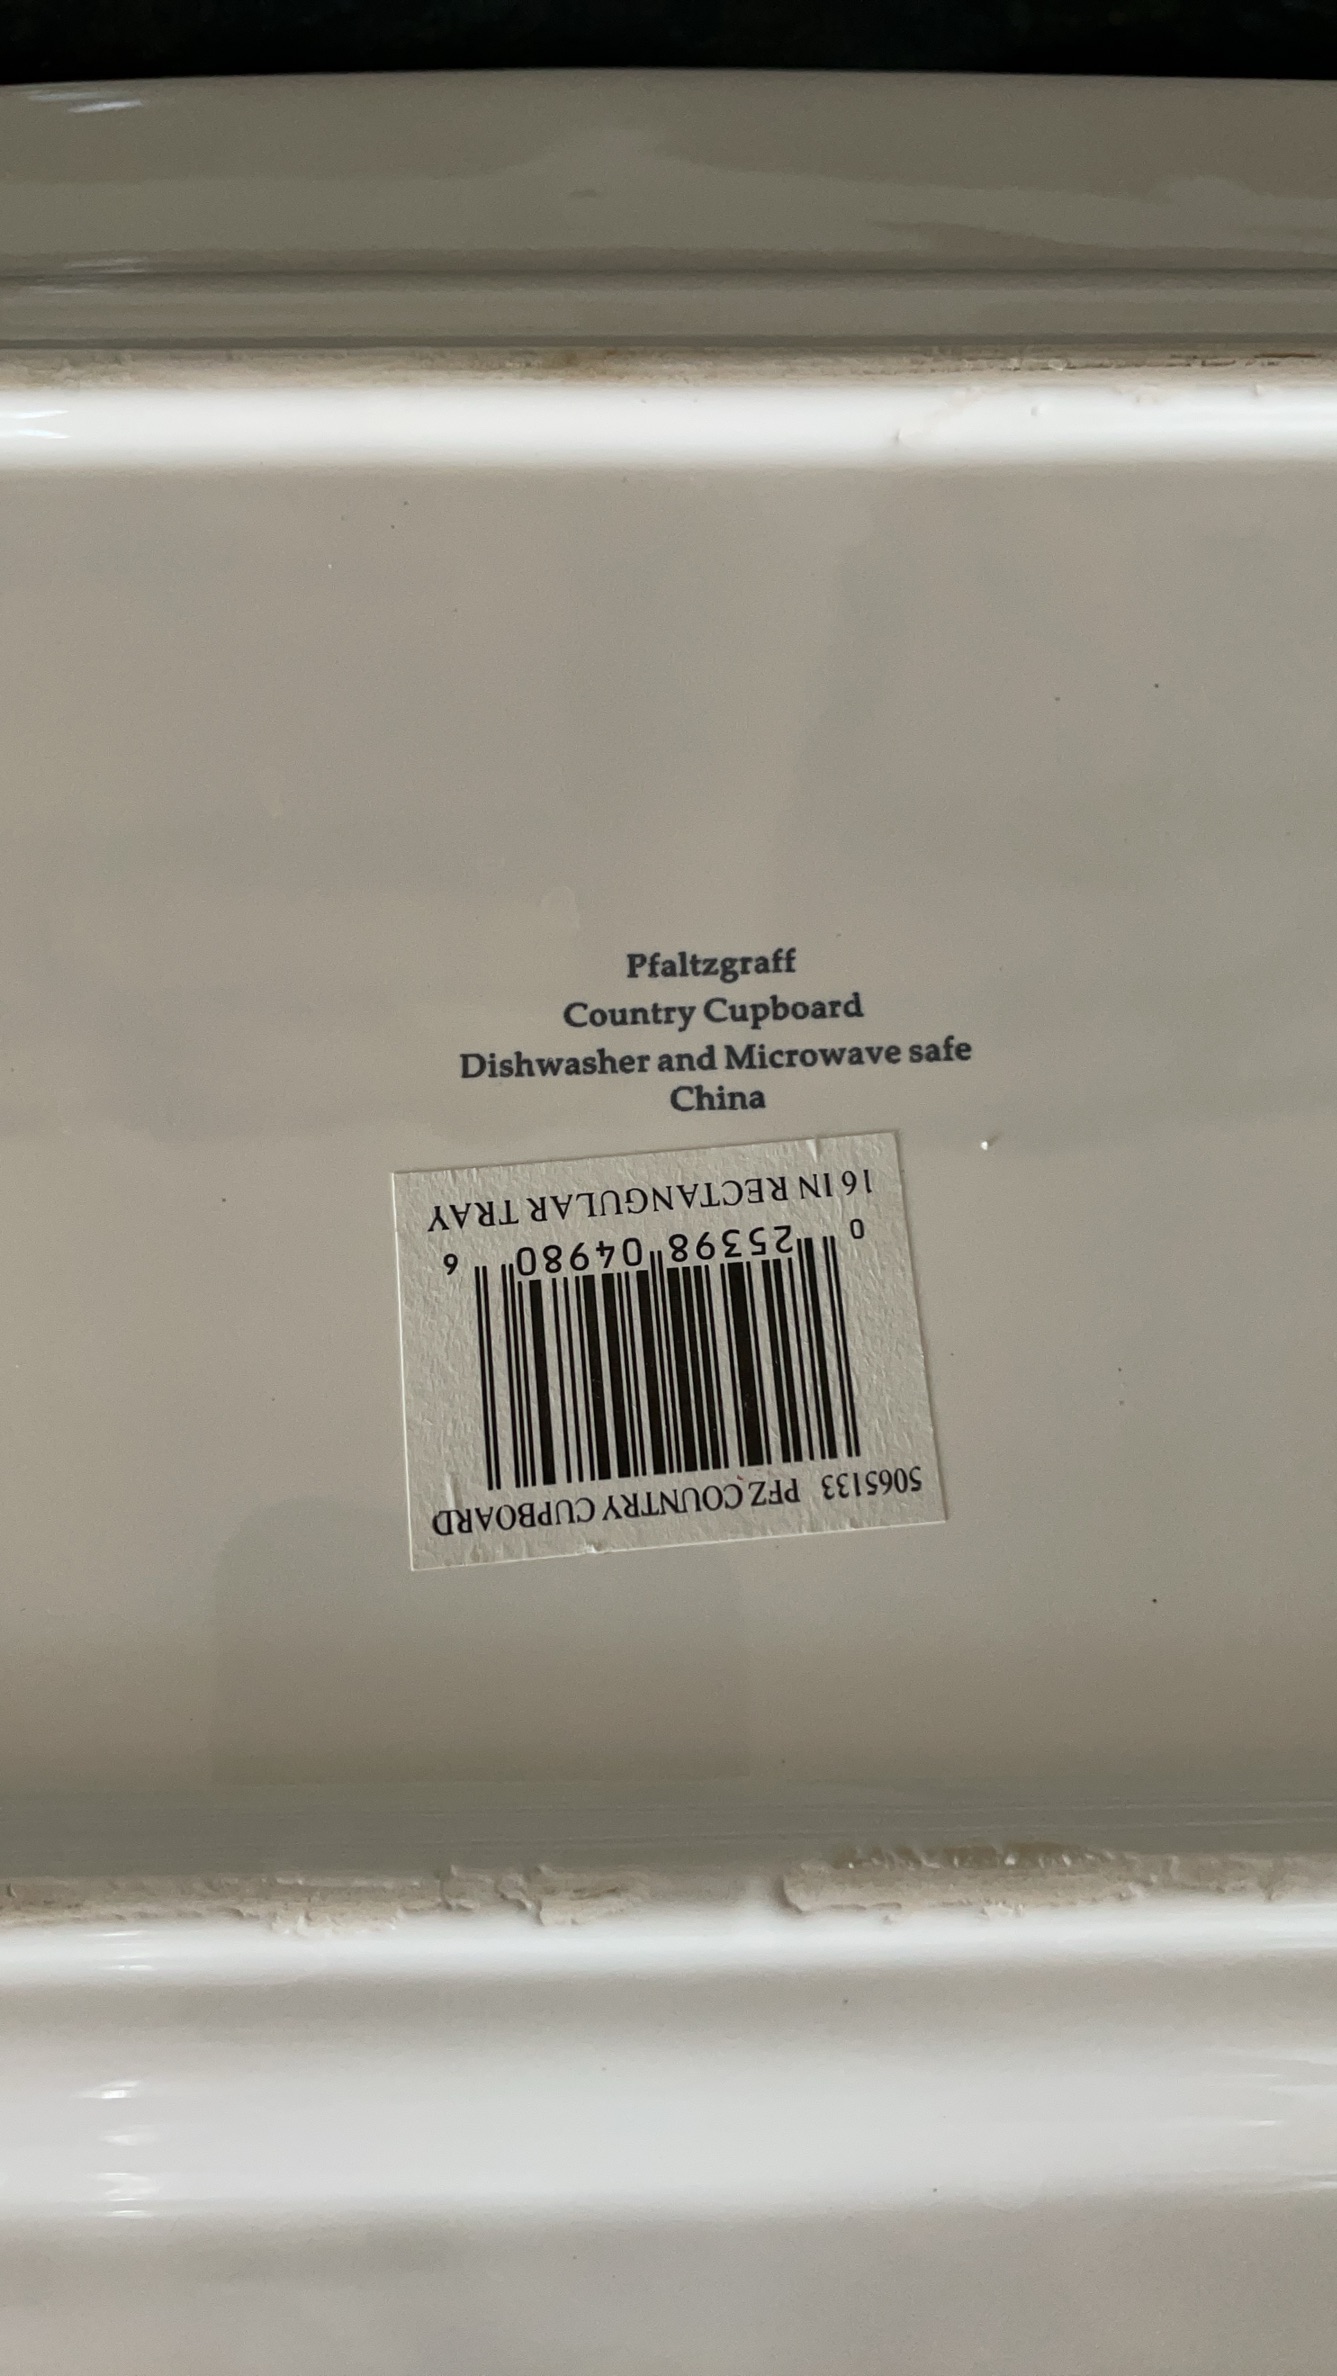 Pfaltzgraff
Country Cupboard
Dishwasher and Microwave safe
China
5065133 PFZ COUNTRY CUPBOARD
0 25398 04980 6
16 IN RECTANGULAR TRAY